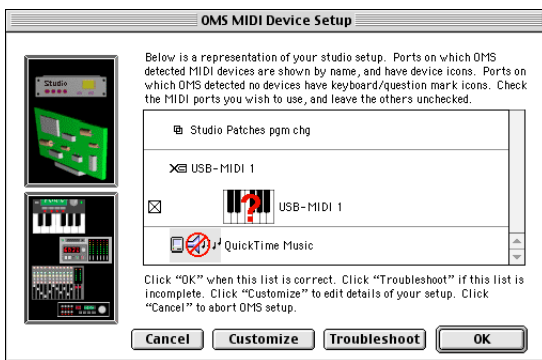 OMS MIDI Device Setup
Below is a representation of your studio setup. Ports on which OMS
detected MIDI devices are shown by name, and have device icons. Ports on
which OMS detected no devices have keyboard/question mark icons. Check
the MIDI ports you wish to use, and leave the others unchecked.
Studio
Studio Patches pgm chg
USB-MIDI 1
? USB-MIDI 1
QuickTime Music
Click “OK” when this list is correct. Click “Troubleshoot” if this list is
incomplete. Click “Customize” to edit details of your setup. Click
“Cancel” to abort OMS setup.
Cancel Customize Troubleshoot OK